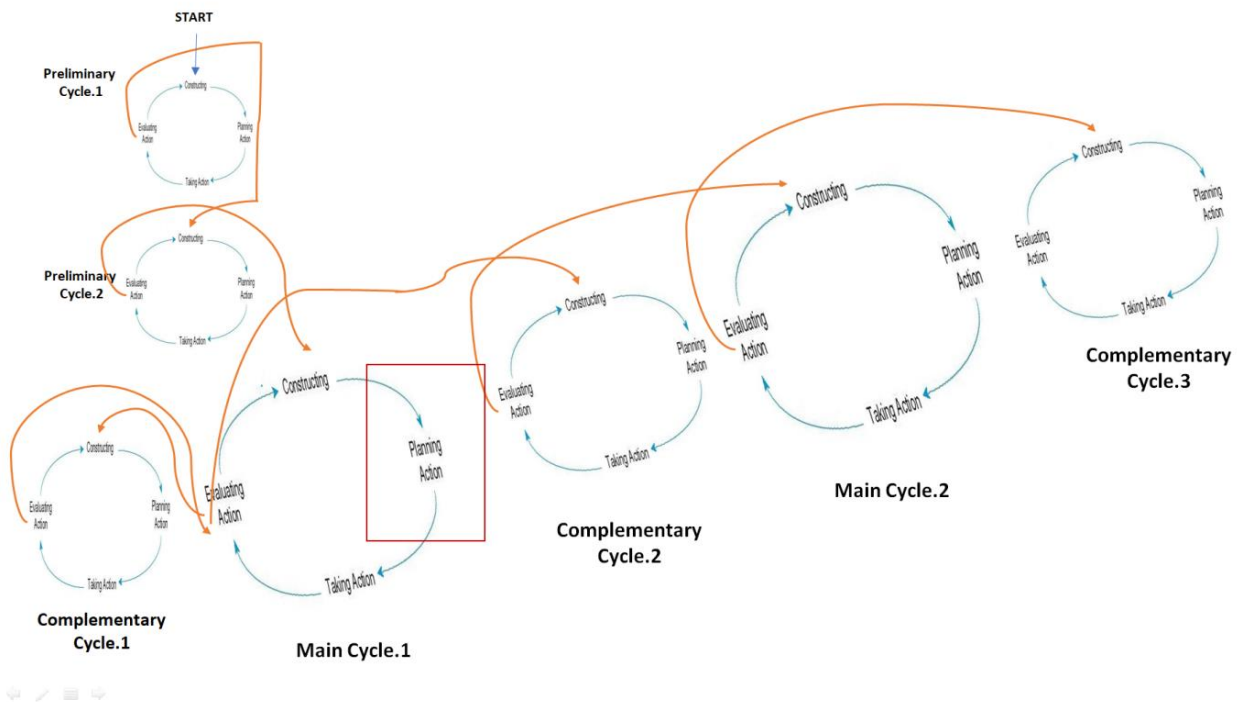 START
Preliminary
Cycle.1
Constructing
Planning
Action
Taking Action
Evaluating
Action
Preliminary
Cycle.2
Constructing
Planning
Action
Taking Action
Evaluating
Action
Complementary
Cycle.1
Constructing
Planning
Action
Taking Action
Evaluating
Action
Main Cycle.1
Constructing
Planning
Action
Taking Action
Evaluating
Action
Complementary
Cycle.2
Constructing
Planning
Action
Taking Action
Evaluating
Action
Main Cycle.2
Constructing
Planning
Action
Taking Action
Evaluating
Action
Complementary
Cycle.3
Constructing
Planning
Action
Taking Action
Evaluating
Action